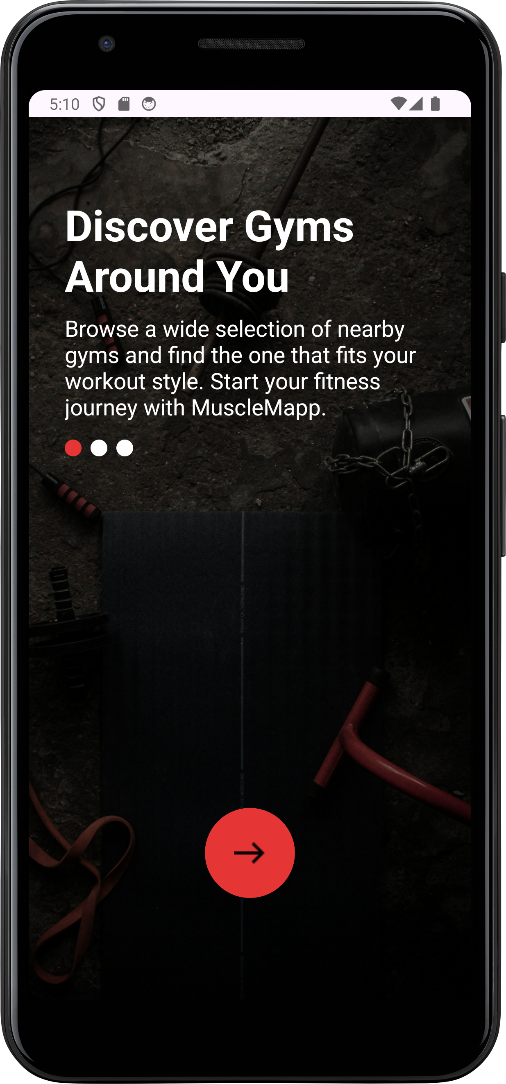 5:10
Discover Gyms
Around You
Browse a wide selection of nearby
gyms and find the one that fits your
workout style. Start your fitness
journey with MuscleMapp.